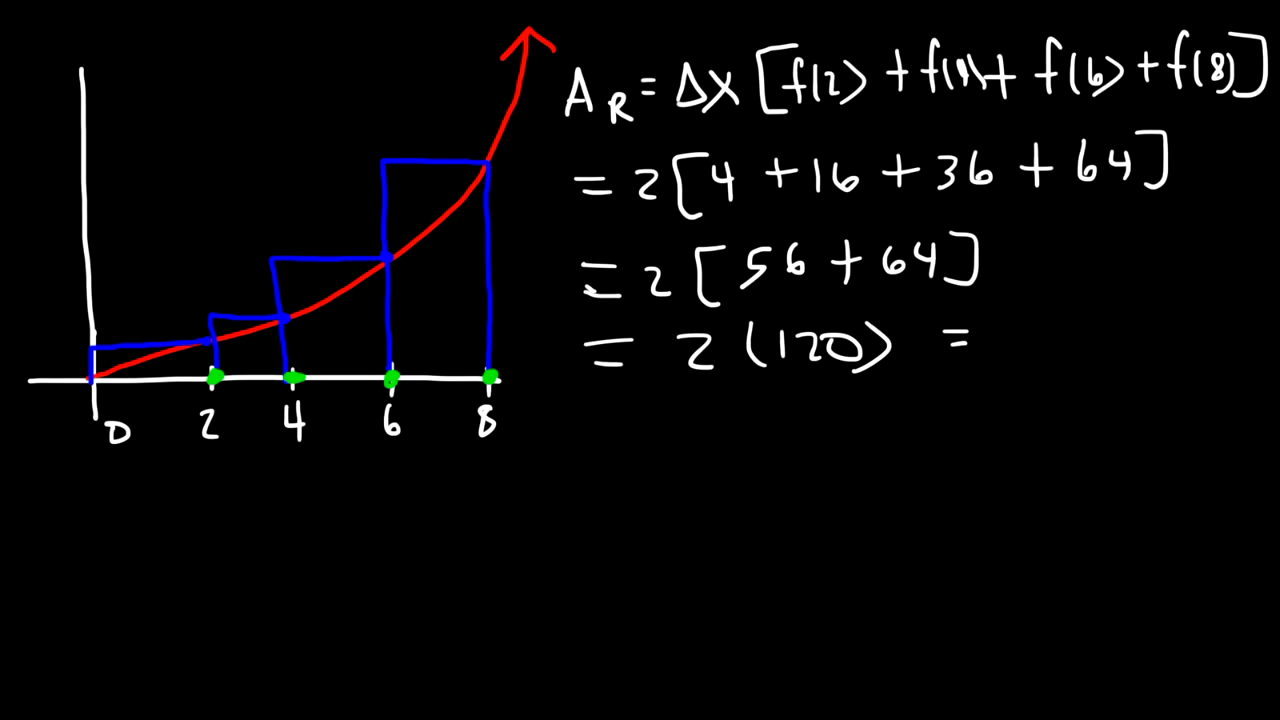 A_R = Δx [f(2) + f(4) + f(6) + f(8)]
= 2 [4 + 16 + 36 + 64]
= 2 [56 + 64]
= 2 (120) =
0 2 4 6 8